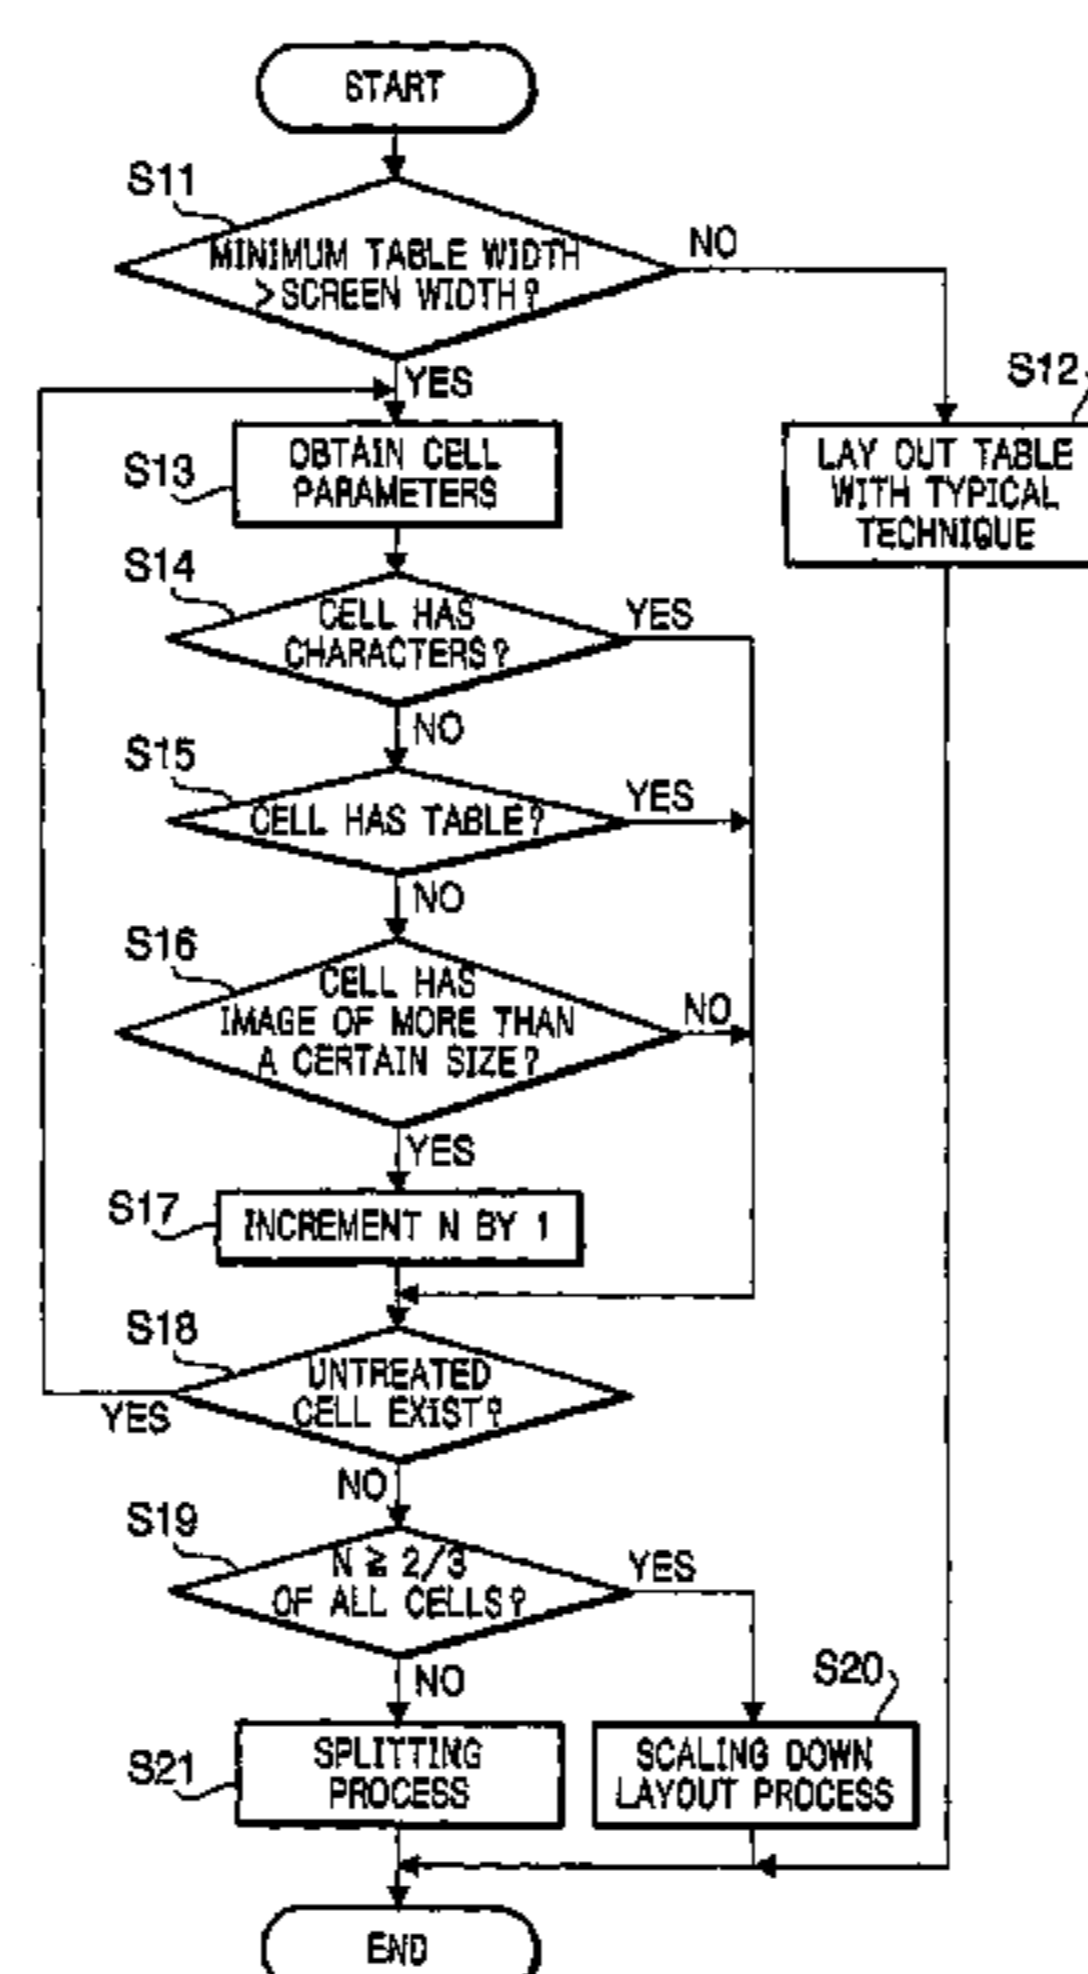 START
S11
MINIMUM TABLE WIDTH
>SCREEN WIDTH?
NO
YES
S12
LAY OUT TABLE
WITH TYPICAL
TECHNIQUE
S13
OBTAIN CELL
PARAMETERS
S14
CELL HAS
CHARACTERS?
YES
NO
S15
CELL HAS TABLE?
YES
NO
S16
CELL HAS
IMAGE OF MORE THAN
A CERTAIN SIZE?
NO
YES
S17
INCREMENT N BY 1
S18
UNTREATED
CELL EXIST?
YES
NO
S19
N ≧ 2/3
OF ALL CELLS?
YES
NO
S20
SCALING DOWN
LAYOUT PROCESS
S21
SPLITTING
PROCESS
END